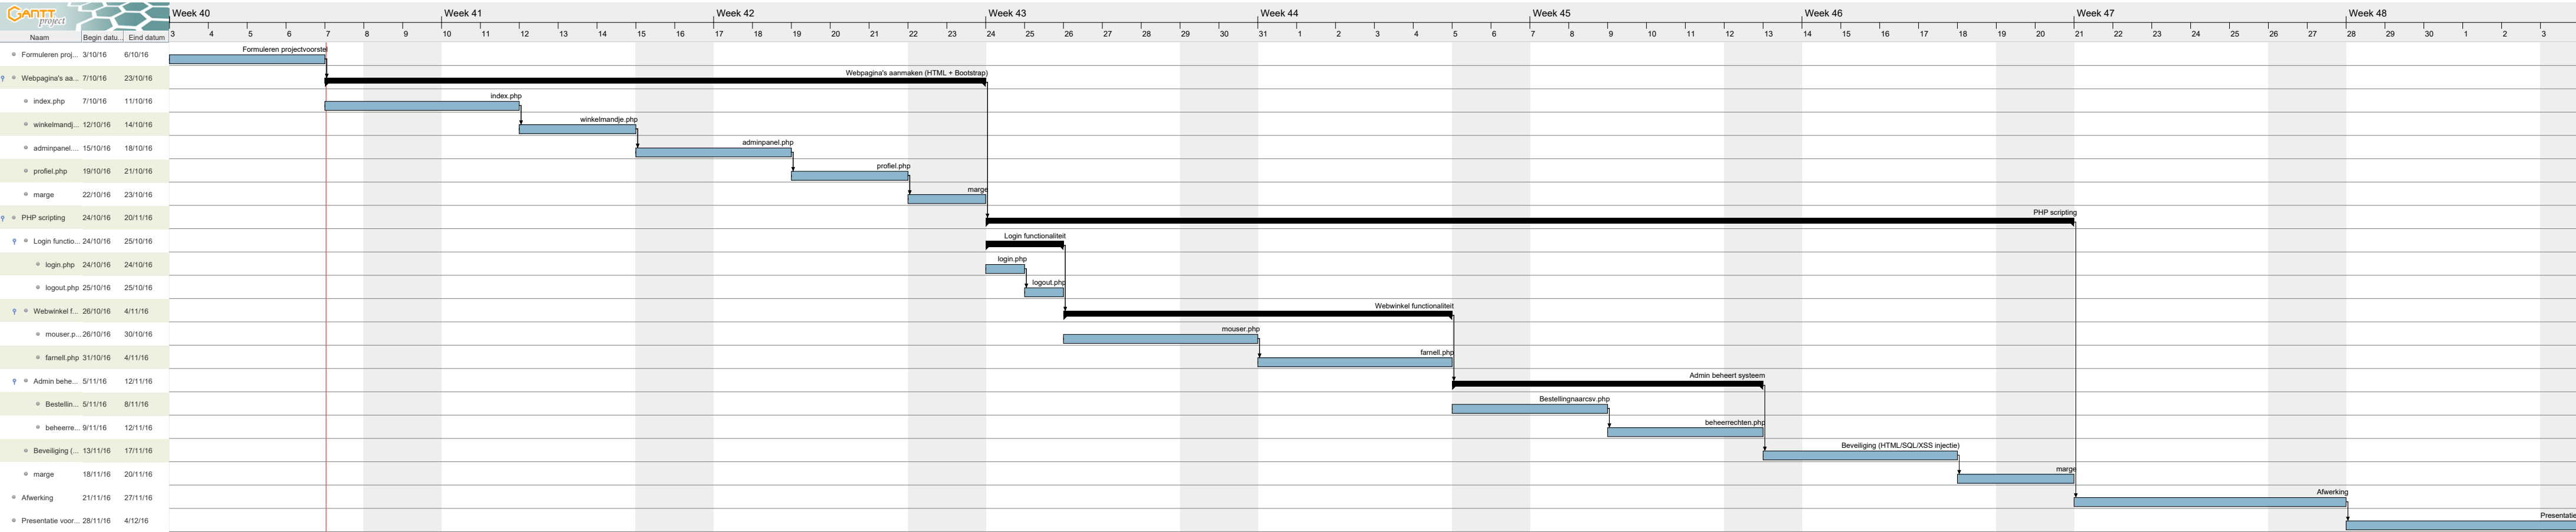 GANTT project
Week 40 Week 41 Week 42 Week 43 Week 44 Week 45 Week 46 Week 47 Week 48
Naam Begin datu... Eind datum
3 4 5 6 7 8 9 10 11 12 13 14 15 16 17 18 19 20 21 22 23 24 25 26 27 28 29 30 31 1 2 3 4 5 6 7 8 9 10 11 12 13 14 15 16 17 18 19 20 21 22 23 24 25 26 27 28 29 30 1 2 3
Formuleren proj... 3/10/16 6/10/16 Formuleren projectvoorstel
Webpagina's aa... 7/10/16 23/10/16 Webpagina's aanmaken (HTML + Bootstrap)
index.php 7/10/16 11/10/16 index.php
winkelmandj... 12/10/16 14/10/16 winkelmandje.php
adminpanel.... 15/10/16 18/10/16 adminpanel.php
profiel.php 19/10/16 21/10/16 profiel.php
marge 22/10/16 23/10/16 marge
PHP scripting 24/10/16 20/11/16 PHP scripting
Login functio... 24/10/16 25/10/16 Login functionaliteit
login.php 24/10/16 24/10/16 login.php
logout.php 25/10/16 25/10/16 logout.php
Webwinkel f... 26/10/16 4/11/16 Webwinkel functionaliteit
mouser.p... 26/10/16 30/10/16 mouser.php
farnell.php 31/10/16 4/11/16 farnell.php
Admin behe... 5/11/16 12/11/16 Admin beheert systeem
Bestellin... 5/11/16 8/11/16 Bestellingnaarcsv.php
beheerre... 9/11/16 12/11/16 beheerrechten.php
Beveiliging (... 13/11/16 17/11/16 Beveiliging (HTML/SQL/XSS injectie)
marge 18/11/16 20/11/16 marge
Afwerking 21/11/16 27/11/16 Afwerking
Presentatie voor... 28/11/16 4/12/16 Presentatie